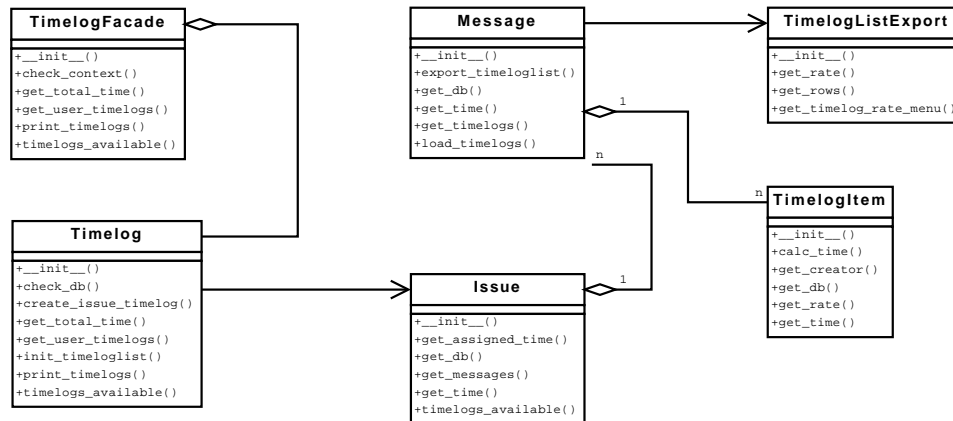 TimelogFacade
+__init__()
+check_context()
+get_total_time()
+get_user_timelogs()
+print_timelogs()
+timelogs_available()
Message
+__init__()
+export_timeloglist()
+get_db()
+get_time()
+get_timelogs()
+load_timelogs()
TimelogListExport
+__init__()
+get_rate()
+get_rows()
+get_timelog_rate_menu()
1
n
n
TimelogItem
+__init__()
+calc_time()
+get_creator()
+get_db()
+get_rate()
+get_time()
Timelog
+__init__()
+check_db()
+create_issue_timelog()
+get_total_time()
+get_user_timelogs()
+init_timeloglist()
+print_timelogs()
+timelogs_available()
Issue
+__init__()
+get_assigned_time()
+get_db()
+get_messages()
+get_time()
+timelogs_available()
1